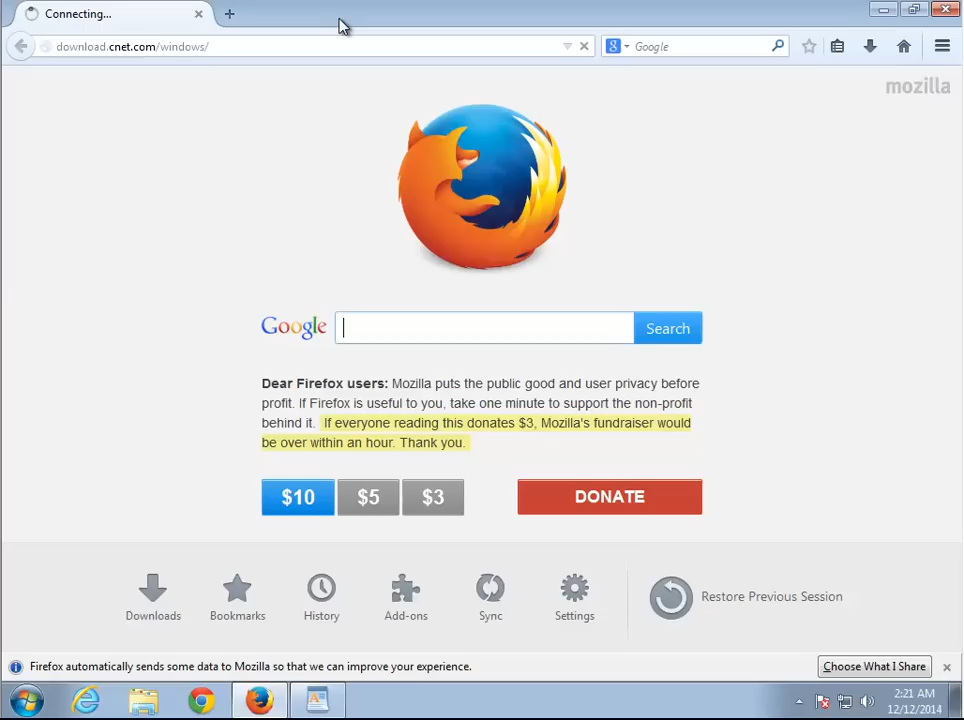 Connecting...
download.cnet.com/windows/
Google
mozilla
Google
Search
Dear Firefox users: Mozilla puts the public good and user privacy before
profit. If Firefox is useful to you, take one minute to support the non-profit
behind it. If everyone reading this donates $3, Mozilla's fundraiser would
be over within an hour. Thank you.
$10 $5 $3 DONATE
Downloads Bookmarks History Add-ons Sync Settings Restore Previous Session
Firefox automatically sends some data to Mozilla so that we can improve your experience. Choose What I Share
2:21 AM
12/12/2014